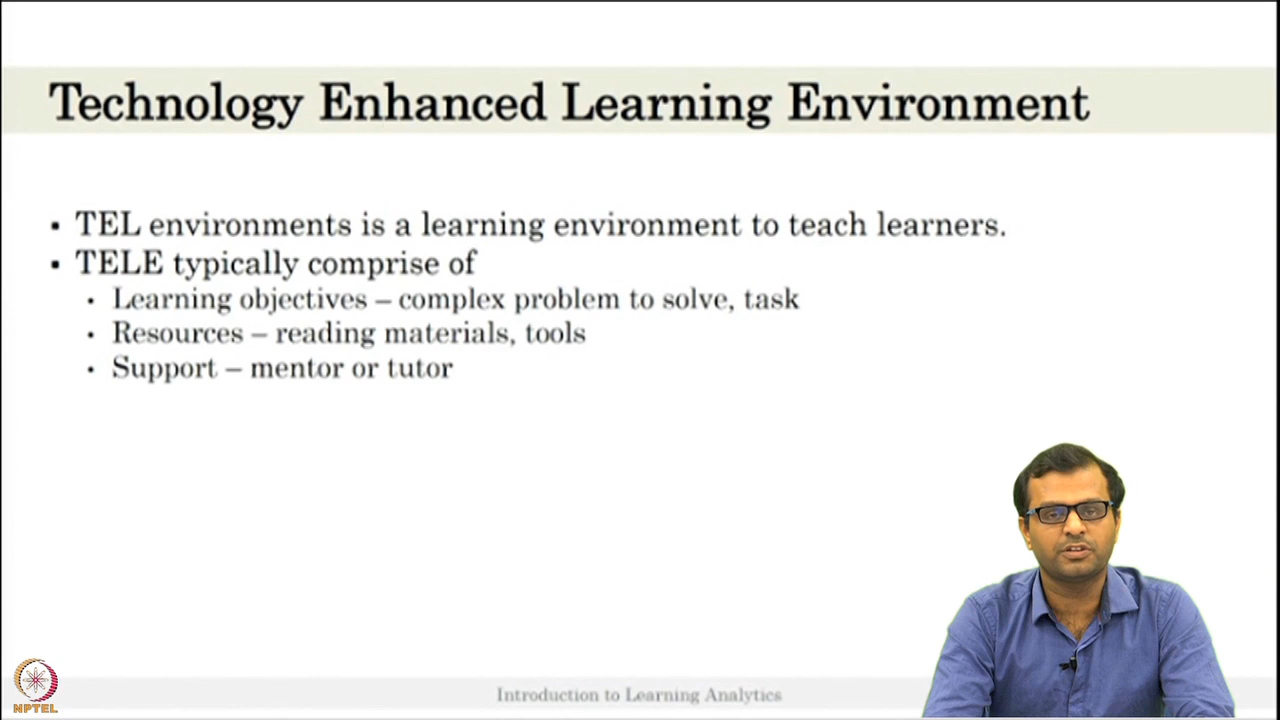 Technology Enhanced Learning Environment
▪ TEL environments is a learning environment to teach learners.
▪ TELE typically comprise of
• Learning objectives – complex problem to solve, task
• Resources – reading materials, tools
• Support – mentor or tutor
NPTEL
Introduction to Learning Analytics